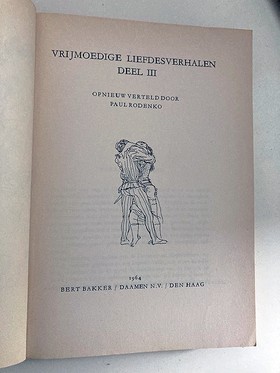 VRIJMOEDIGE LIEFDESVERHALEN
DEEL III
OPNIEUW VERTELD DOOR
PAUL RODENKO
1964
BERT BAKKER / DAAMEN N.V. / DEN HAAG